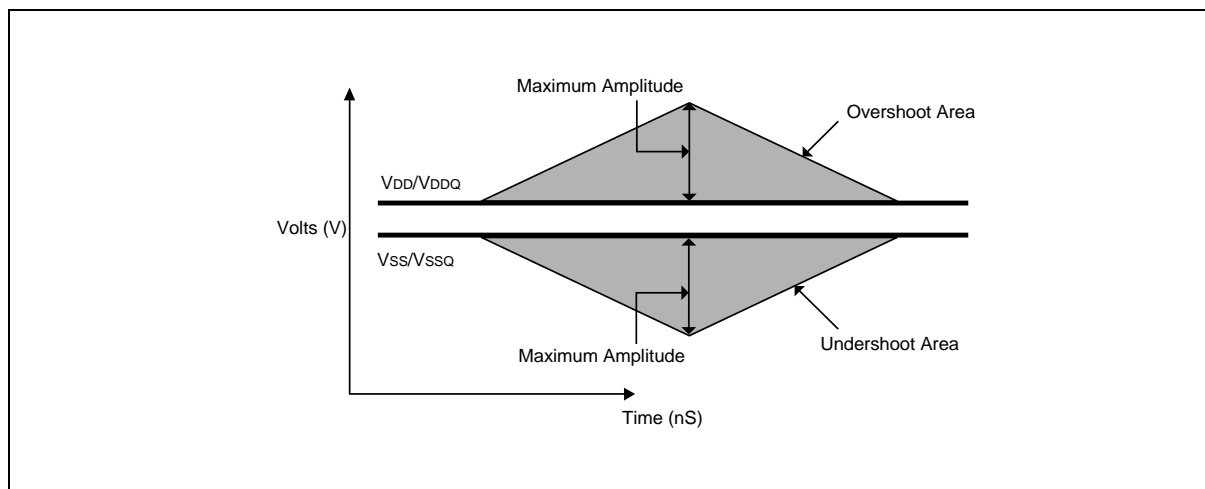 Maximum Amplitude
Overshoot Area
VDD/VDDQ
Volts (V)
VSS/VSSQ
Maximum Amplitude
Undershoot Area
Time (nS)